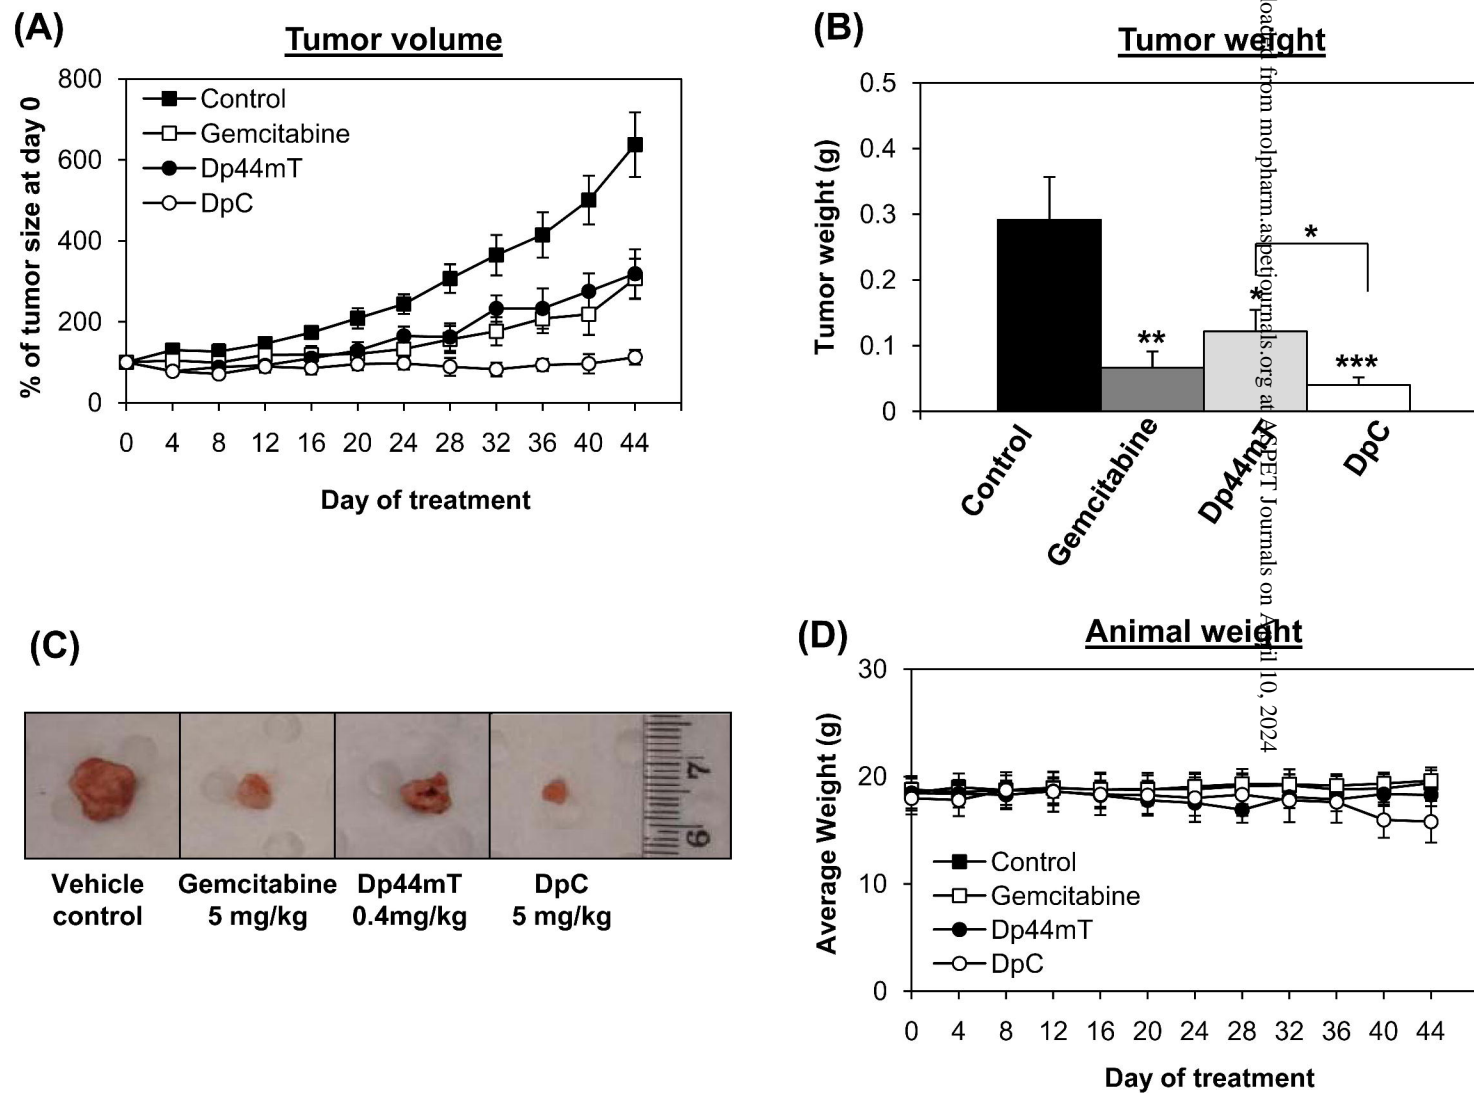 (A)
Tumor volume
% of tumor size at day 0
800
600
400
200
0
Control
Gemcitabine
Dp44mT
DpC
0 4 8 12 16 20 24 28 32 36 40 44
Day of treatment
(B)
Tumor weight
Tumor weight (g)
0.5
0.4
0.3
0.2
0.1
0
*
**
*
***
Control
Gemcitabine
Dp44mT
DpC
loaded from molpharm.aspetjournals.org at ASPET Journals on April 10, 2024
(C)
7
6
Vehicle
control
Gemcitabine
5 mg/kg
Dp44mT
0.4mg/kg
DpC
5 mg/kg
(D)
Animal weight
Average Weight (g)
30
20
10
0
Control
Gemcitabine
Dp44mT
DpC
0 4 8 12 16 20 24 28 32 36 40 44
Day of treatment